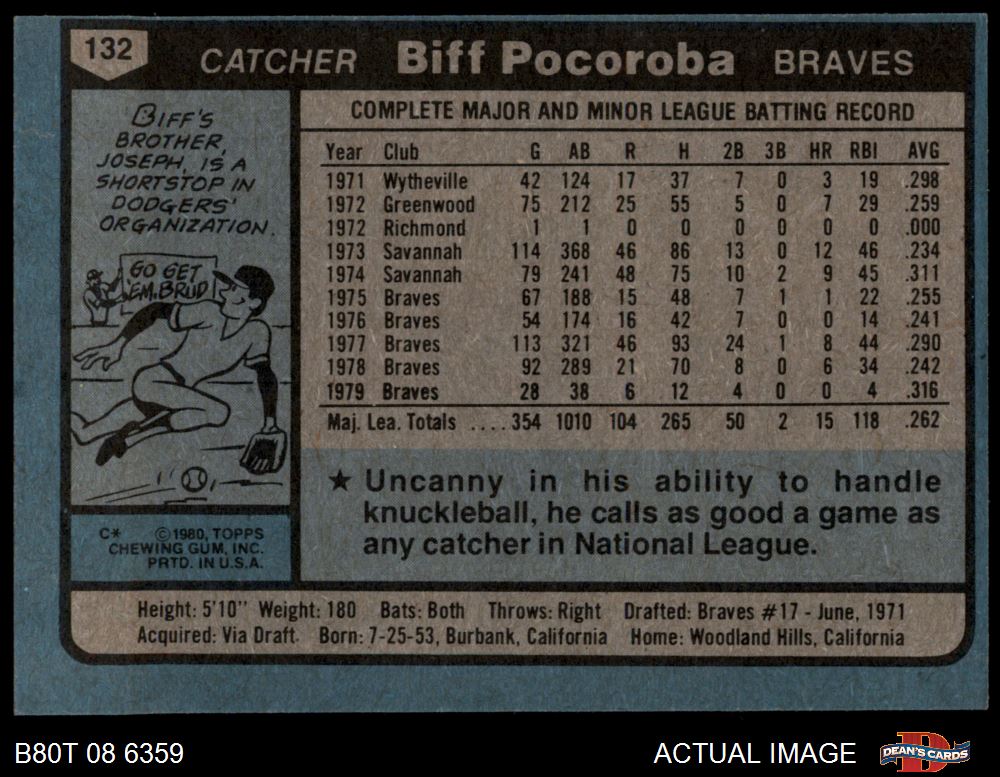 132
CATCHER Biff Pocoroba BRAVES
BIFF'S
BROTHER,
JOSEPH, IS A
SHORTSTOP IN
DODGERS'
ORGANIZATION.
GO GET
'EM, BRUD
COMPLETE MAJOR AND MINOR LEAGUE BATTING RECORD
Year Club G AB R H 2B 3B HR RBI AVG
1971 Wytheville 42 124 17 37 7 0 3 19 .298
1972 Greenwood 75 212 25 55 5 0 7 29 .259
1972 Richmond 1 1 0 0 0 0 0 0 .000
1973 Savannah 114 368 46 86 13 0 12 46 .234
1974 Savannah 79 241 48 75 10 2 9 45 .311
1975 Braves 67 188 15 48 7 1 1 22 .255
1976 Braves 54 174 16 42 7 0 0 14 .241
1977 Braves 113 321 46 93 24 1 8 44 .290
1978 Braves 92 289 21 70 8 0 6 34 .242
1979 Braves 28 38 6 12 4 0 0 4 .316
Maj. Lea. Totals ....354 1010 104 265 50 2 15 118 .262
★ Uncanny in his ability to handle
knuckleball, he calls as good a game as
any catcher in National League.
C* ©1980, TOPPS
CHEWING GUM, INC.
PRTD. IN U.S.A.
Height: 5'10" Weight: 180 Bats: Both Throws: Right Drafted: Braves #17 - June, 1971
Acquired: Via Draft. Born: 7-25-53, Burbank, California Home: Woodland Hills, California
B80T 08 6359 ACTUAL IMAGE DEAN'S CARDS